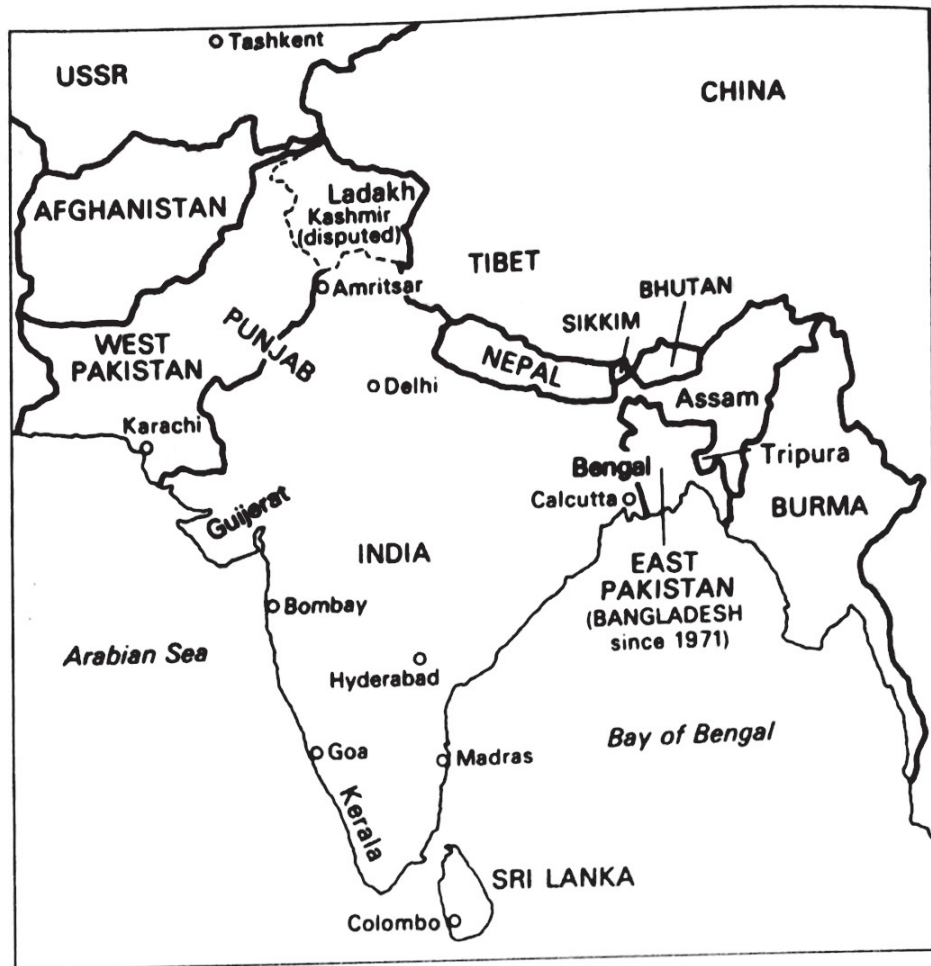 Tashkent
USSR
CHINA
Ladakh
Kashmir
(disputed)
AFGHANISTAN
TIBET
Amritsar
BHUTAN
SIKKIM
PUNJAB
WEST
PAKISTAN
NEPAL
Delhi
Assam
Karachi
Tripura
Bengal
Calcutta
BURMA
Guijerat
INDIA
EAST
PAKISTAN
(BANGLADESH
since 1971)
Bombay
Arabian Sea
Hyderabad
Bay of Bengal
Goa
Madras
Kerala
SRI LANKA
Colombo